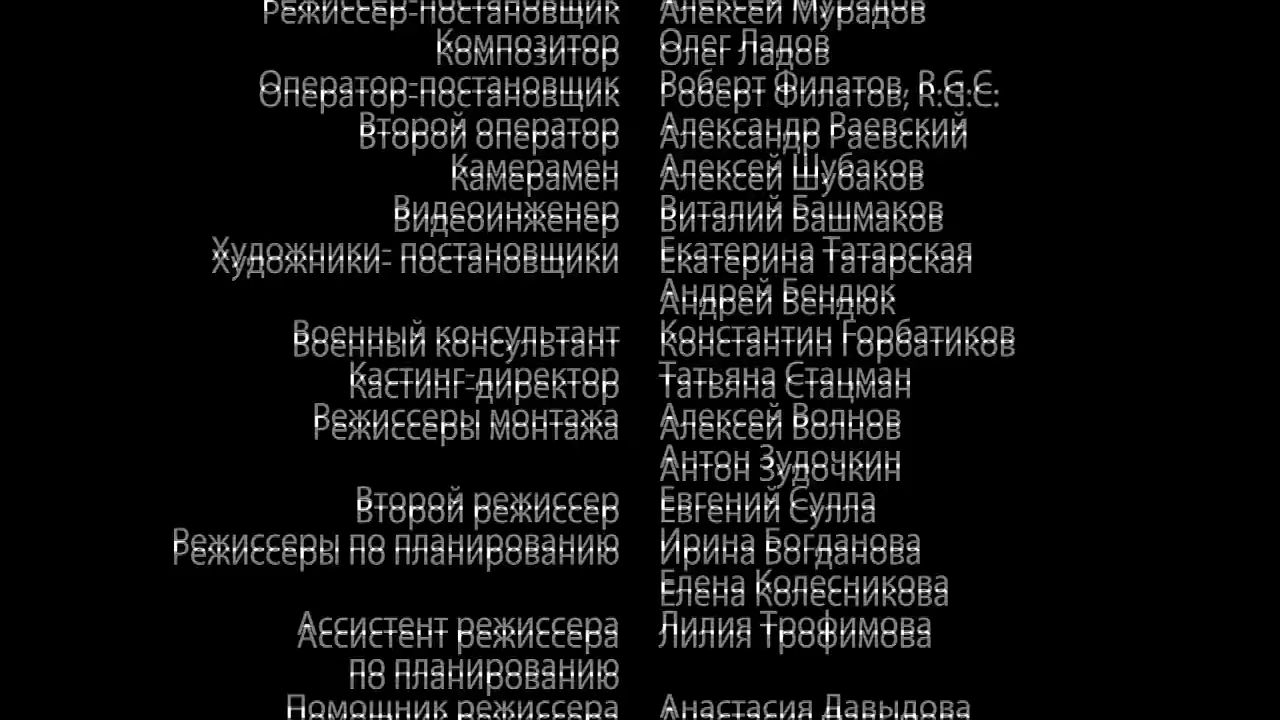 Режиссер-постановщик Алексей Мурадов
Композитор Олег Ладов
Оператор-постановщик Роберт Филатов, R.G.C.
Второй оператор Александр Раевский
Камерамен Алексей Шубаков
Видеоинженер Виталий Башмаков
Художники- постановщики Екатерина Татарская
Андрей Бендюк
Военный консультант Константин Горбатиков
Кастинг-директор Татьяна Стацман
Режиссеры монтажа Алексей Волнов
Антон Зудочкин
Второй режиссер Евгений Сулла
Режиссеры по планированию Ирина Богданова
Елена Колесникова
Ассистент режиссера Лилия Трофимова
по планированию
Помощник режиссера Анастасия Давыдова